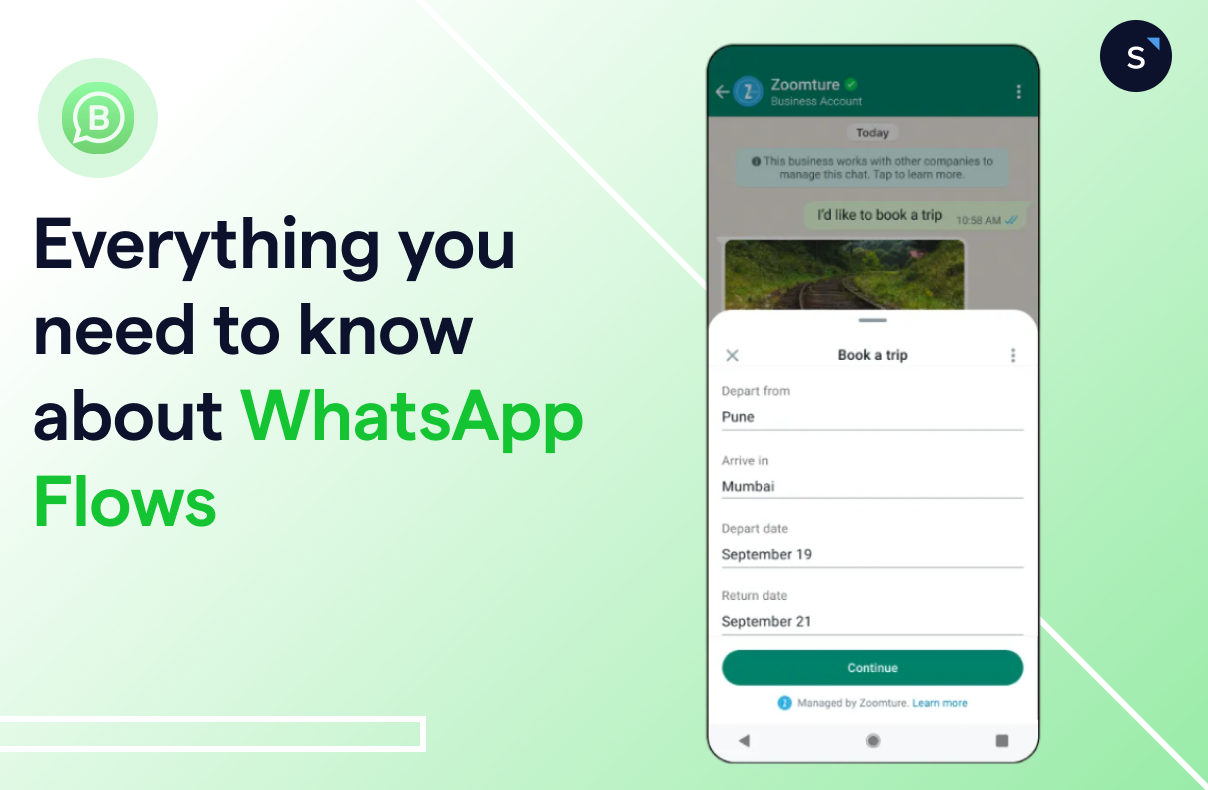 B
Everything you
need to know
about WhatsApp
Flows
S
Z
Zoomture
Business Account
Today
This business works with other companies to
manage this chat. Tap to learn more.
I'd like to book a trip 10:58 AM
Book a trip
Depart from
Pune
Arrive in
Mumbai
Depart date
September 19
Return date
September 21
Continue
Managed by Zoomture. Learn more